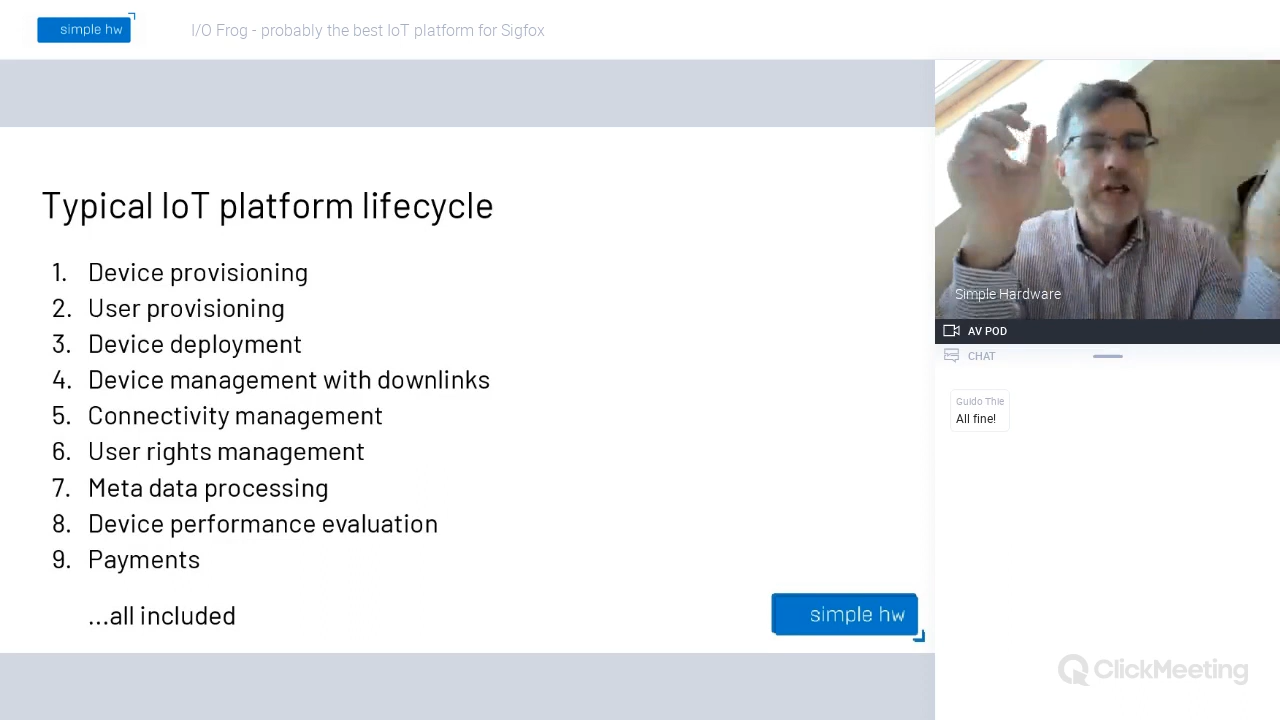 simple hw
I/O Frog - probably the best IoT platform for Sigfox
Typical IoT platform lifecycle
1. Device provisioning
2. User provisioning
3. Device deployment
4. Device management with downlinks
5. Connectivity management
6. User rights management
7. Meta data processing
8. Device performance evaluation
9. Payments
...all included
simple hw
Simple Hardware
AV POD
CHAT
Guido Thie
All fine!
ClickMeeting